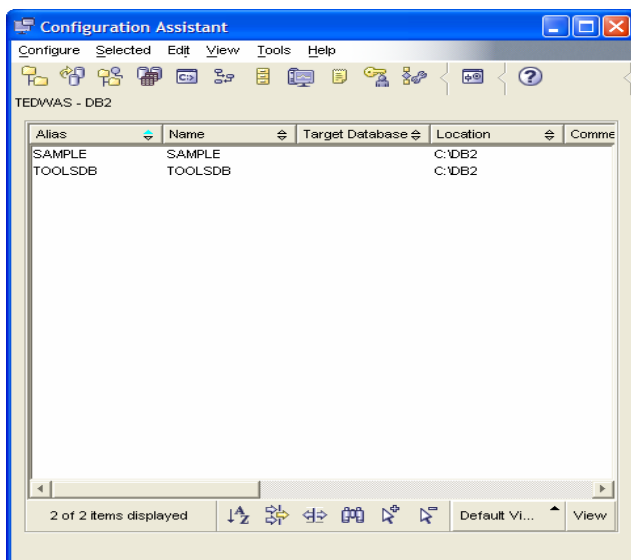 Configuration Assistant
Configure Selected Edit View Tools Help
TEDWAS - DB2
Alias Name Target Database Location Comme
SAMPLE SAMPLE C:\DB2
TOOLSDB TOOLSDB C:\DB2
2 of 2 items displayed Default Vi... View